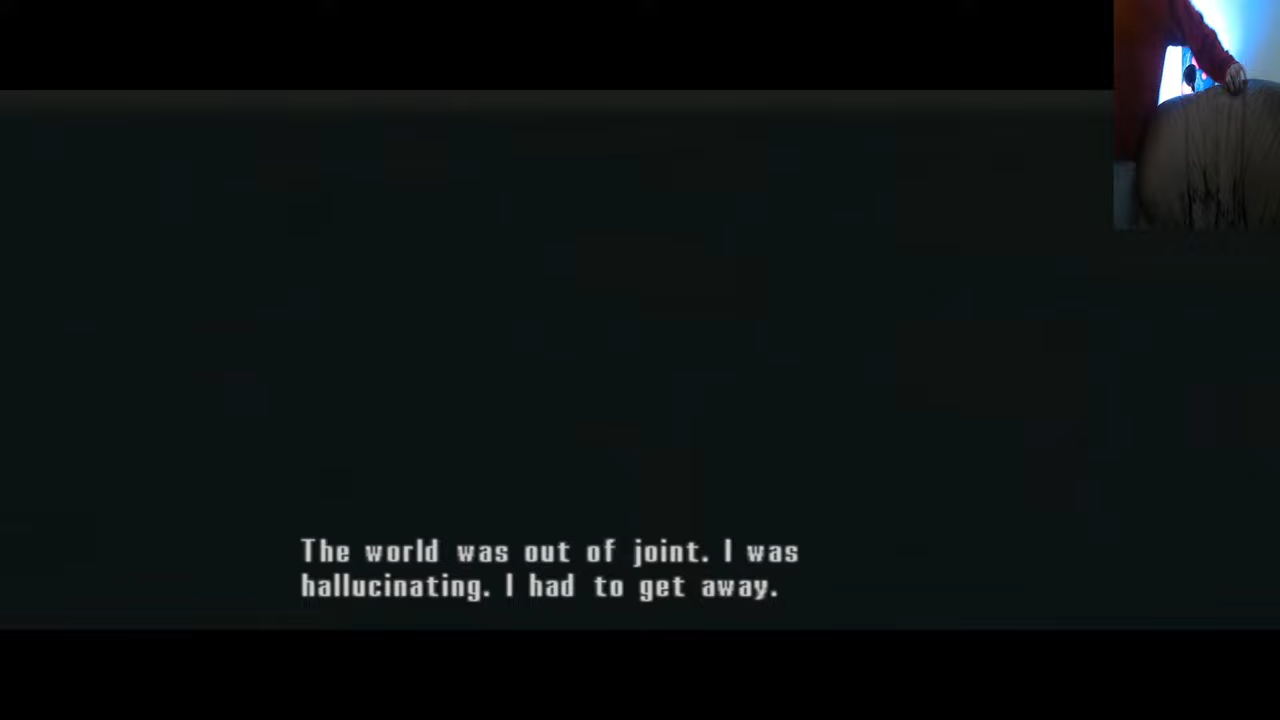 The world was out of joint. I was
hallucinating. I had to get away.